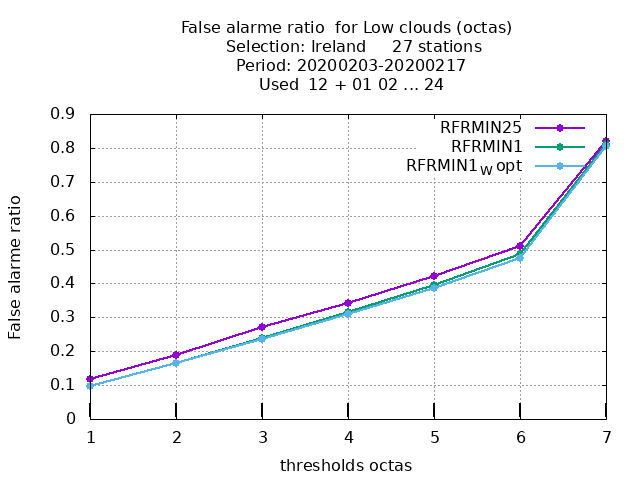 False alarme ratio  for Low clouds (octas)
Selection: Ireland     27 stations
Period: 20200203-20200217
Used  12 + 01 02 ... 24
False alarme ratio
0.9
0.8
0.7
0.6
0.5
0.4
0.3
0.2
0.1
0
RFRMIN25
RFRMIN1
RFRMIN1W opt
1 2 3 4 5 6 7
thresholds octas